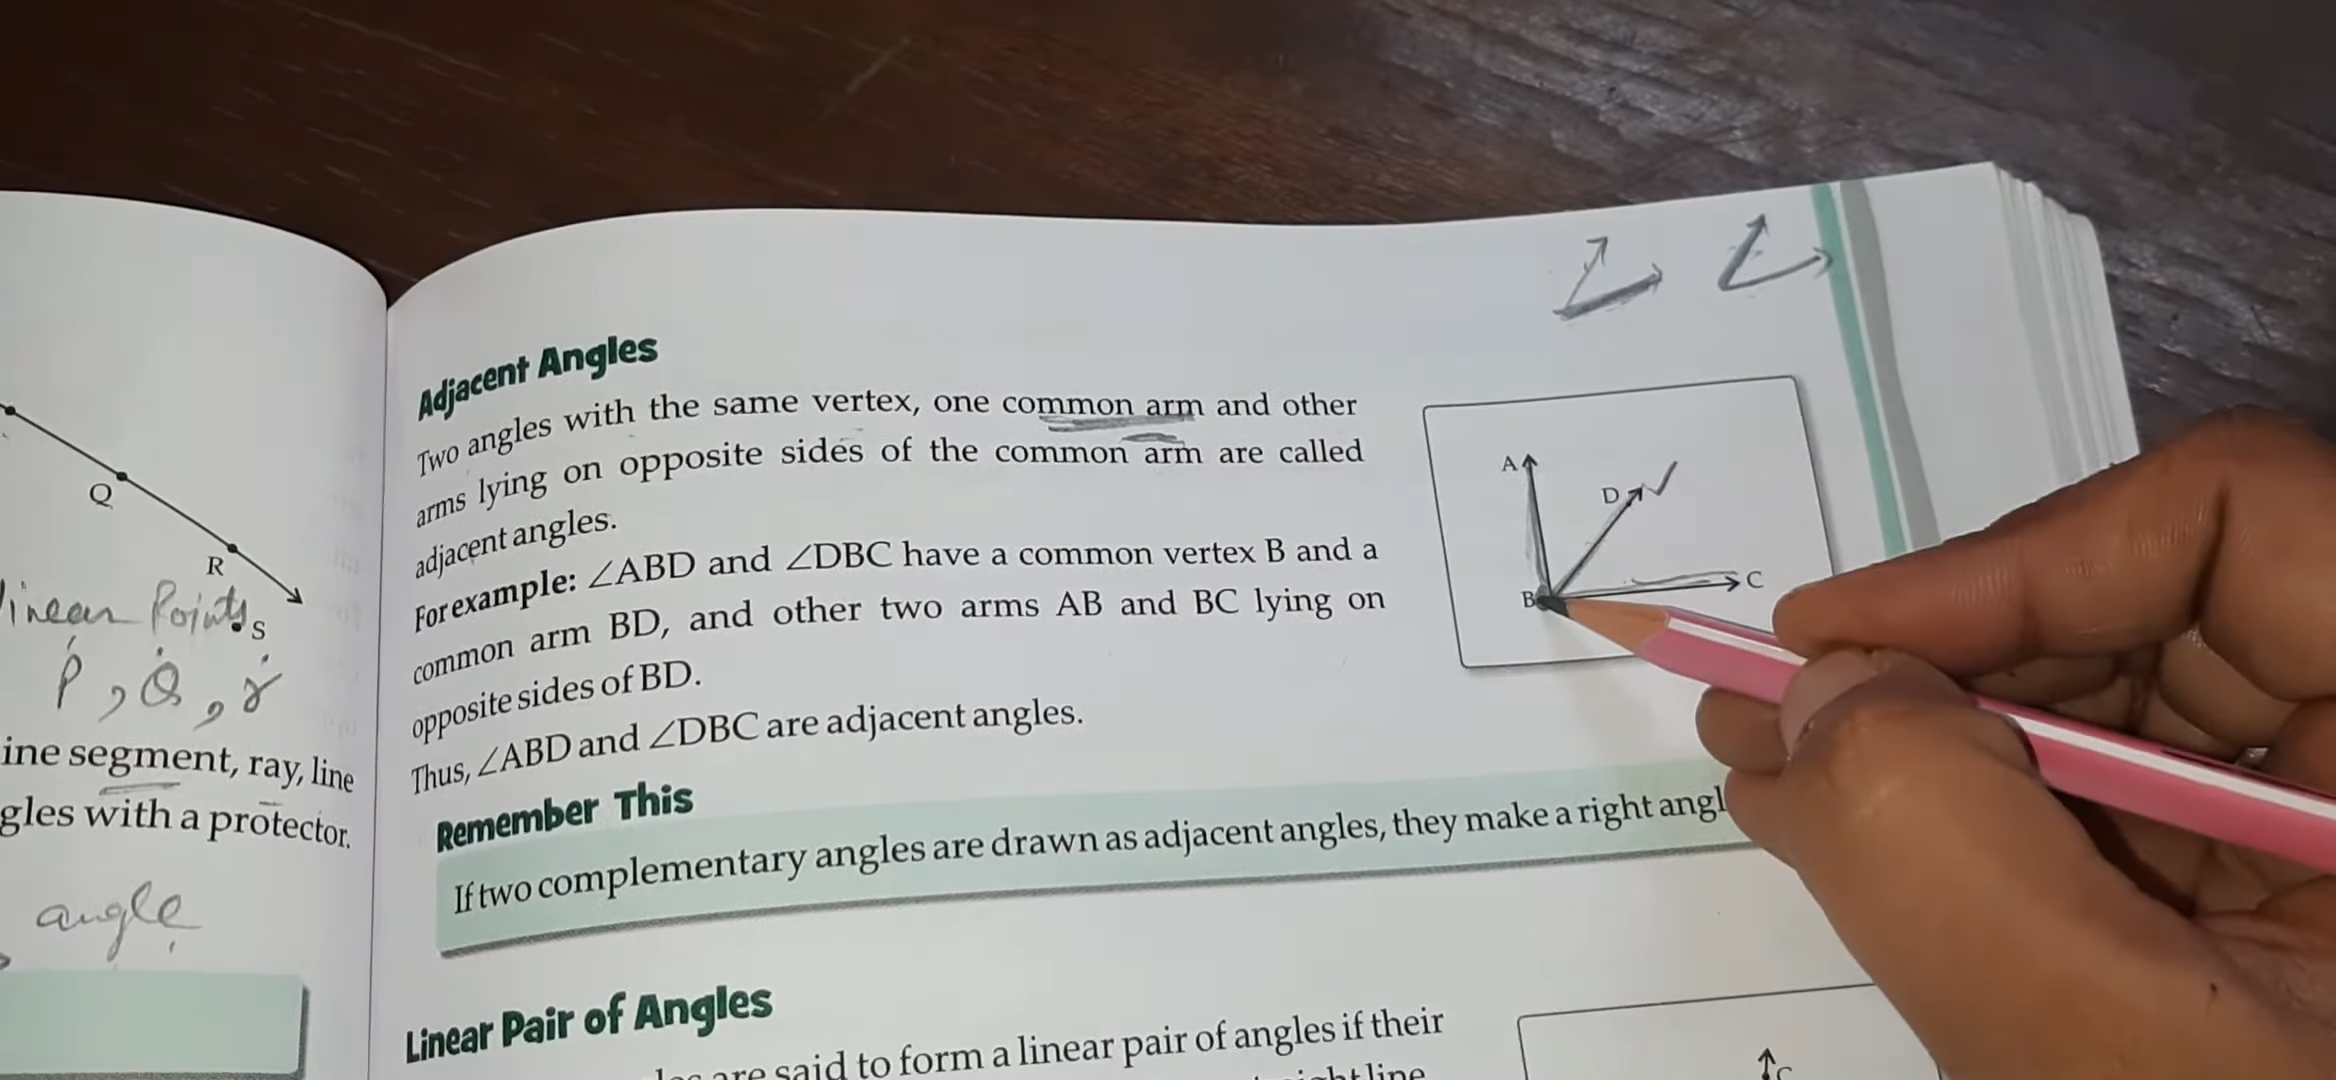 Q
R
linear Points
S
P, Q, r
ine segment, ray, line
gles with a protector.
angle
Adjacent Angles
Two angles with the same vertex, one common arm and other
arms lying on opposite sides of the common arm are called
adjacent angles.
For example: ∠ABD and ∠DBC have a common vertex B and a
common arm BD, and other two arms AB and BC lying on
opposite sides of BD.
Thus, ∠ABD and ∠DBC are adjacent angles.
A
D
B
C
Remember This
If two complementary angles are drawn as adjacent angles, they make a right angl
Linear Pair of Angles
are said to form a linear pair of angles if their
line
C